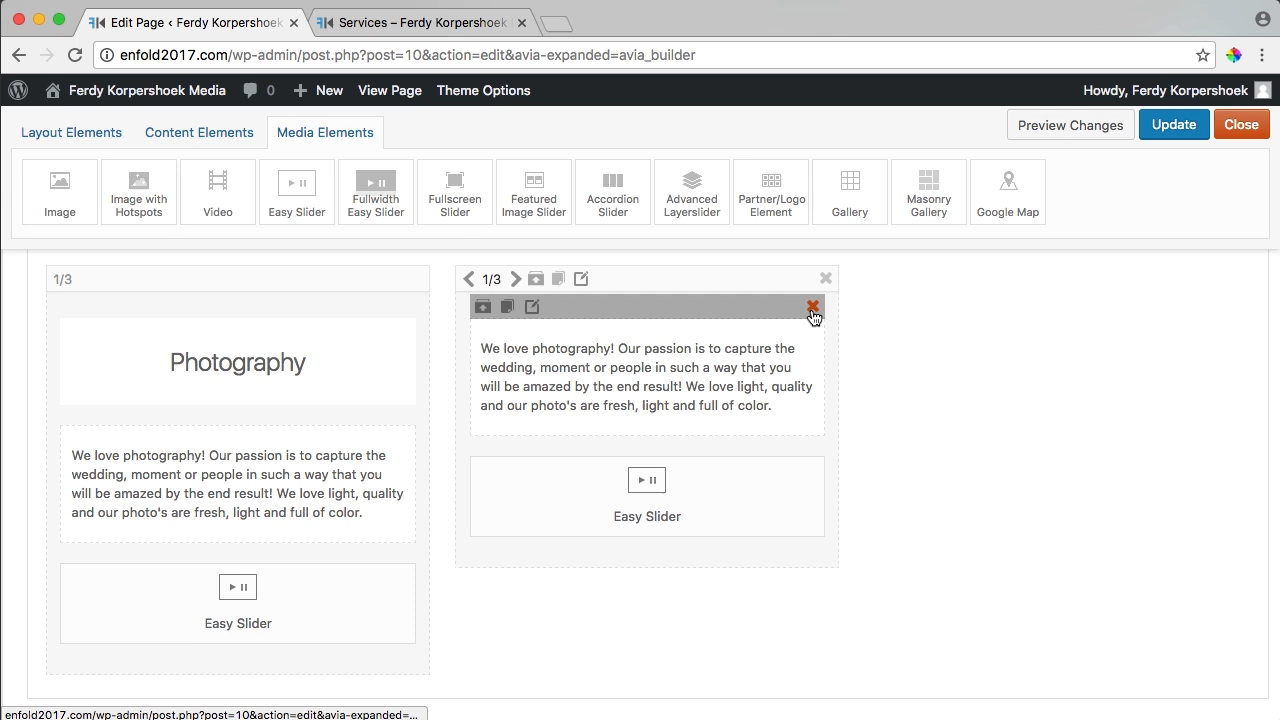 Edit Page ‹ Ferdy Korpershoek
Services – Ferdy Korpershoek
enfold2017.com/wp-admin/post.php?post=10&action=edit&avia-expanded=avia_builder
Ferdy Korpershoek Media 0 New View Page Theme Options Howdy, Ferdy Korpershoek
Layout Elements Content Elements Media Elements Preview Changes Update Close
Image
Image with Hotspots
Video
Easy Slider
Fullwidth Easy Slider
Fullscreen Slider
Featured Image Slider
Accordion Slider
Advanced Layerslider
Partner/Logo Element
Gallery
Masonry Gallery
Google Map
1/3
Photography
We love photography! Our passion is to capture the
wedding, moment or people in such a way that you
will be amazed by the end result! We love light, quality
and our photo's are fresh, light and full of color.
Easy Slider
1/3
We love photography! Our passion is to capture the
wedding, moment or people in such a way that you
will be amazed by the end result! We love light, quality
and our photo's are fresh, light and full of color.
Easy Slider
enfold2017.com/wp-admin/post.php?post=10&action=edit&avia-expanded=...